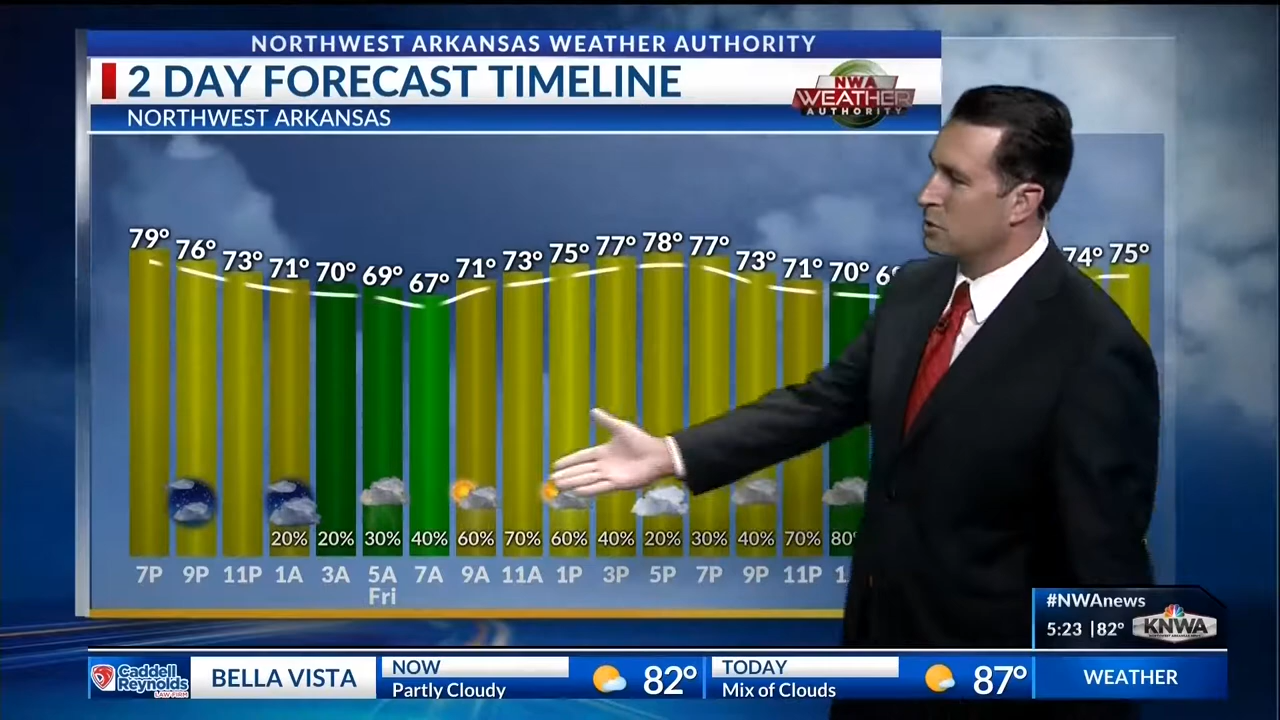 NORTHWEST ARKANSAS WEATHER AUTHORITY
2 DAY FORECAST TIMELINE
NWA
WEATHER
AUTHORITY
NORTHWEST ARKANSAS
79° 76° 73° 71° 70° 69° 67° 71° 73° 75° 77° 78° 77° 73° 71° 70° 74° 75°
20% 20% 30% 40% 60% 70% 60% 40% 20% 30% 40% 70% 80
7P 9P 11P 1A 3A 5A 7A 9A 11A 1P 3P 5P 7P 9P 11P 1
Fri
#NWAnews
5:23 | 82°
KNWA
Caddell
Reynolds
LAW FIRM
BELLA VISTA
NOW
Partly Cloudy
82°
TODAY
Mix of Clouds
87°
WEATHER